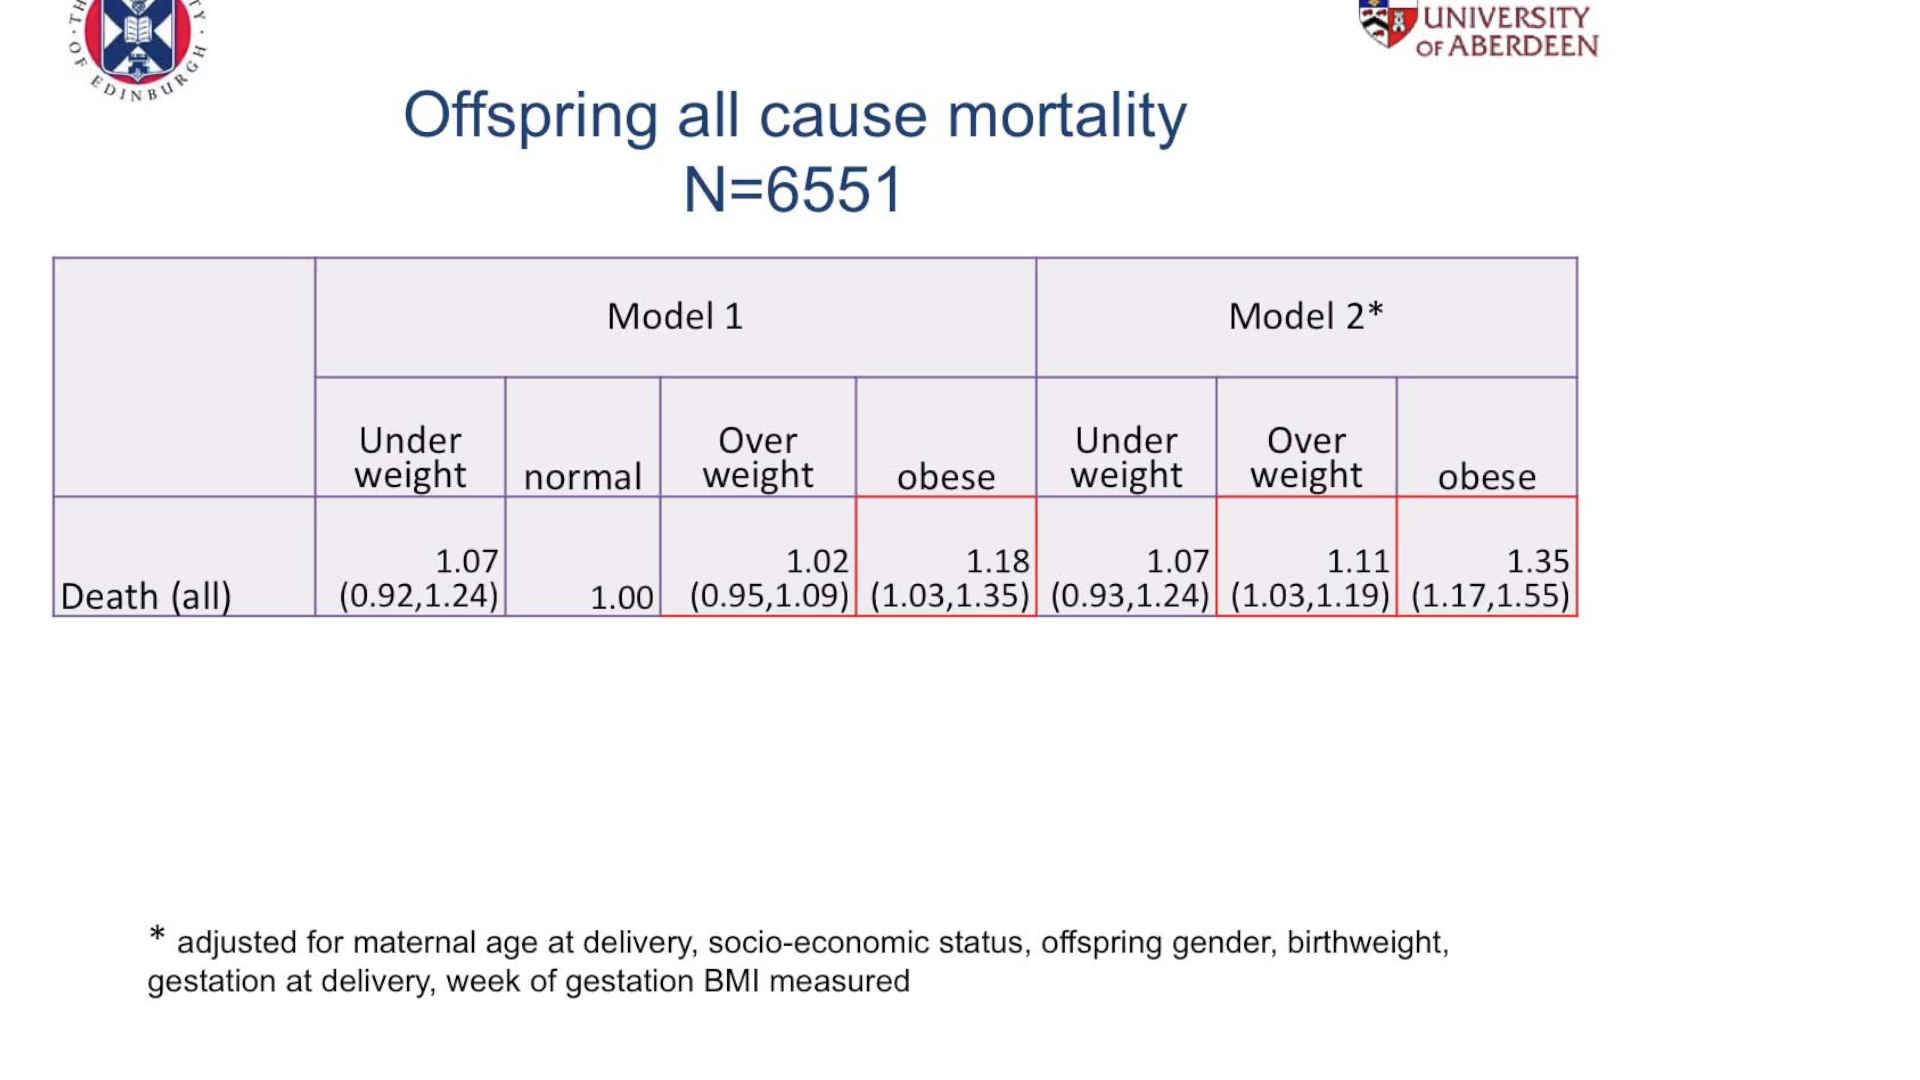 OF EDINBURGH
UNIVERSITY
OF ABERDEEN
Offspring all cause mortality
N=6551
Model 1
Model 2*
Under weight
normal
Over weight
obese
Under weight
Over weight
obese
Death (all)
1.07 (0.92,1.24)
1.00
1.02 (0.95,1.09)
1.18 (1.03,1.35)
1.07 (0.93,1.24)
1.11 (1.03,1.19)
1.35 (1.17,1.55)
* adjusted for maternal age at delivery, socio-economic status, offspring gender, birthweight,
gestation at delivery, week of gestation BMI measured